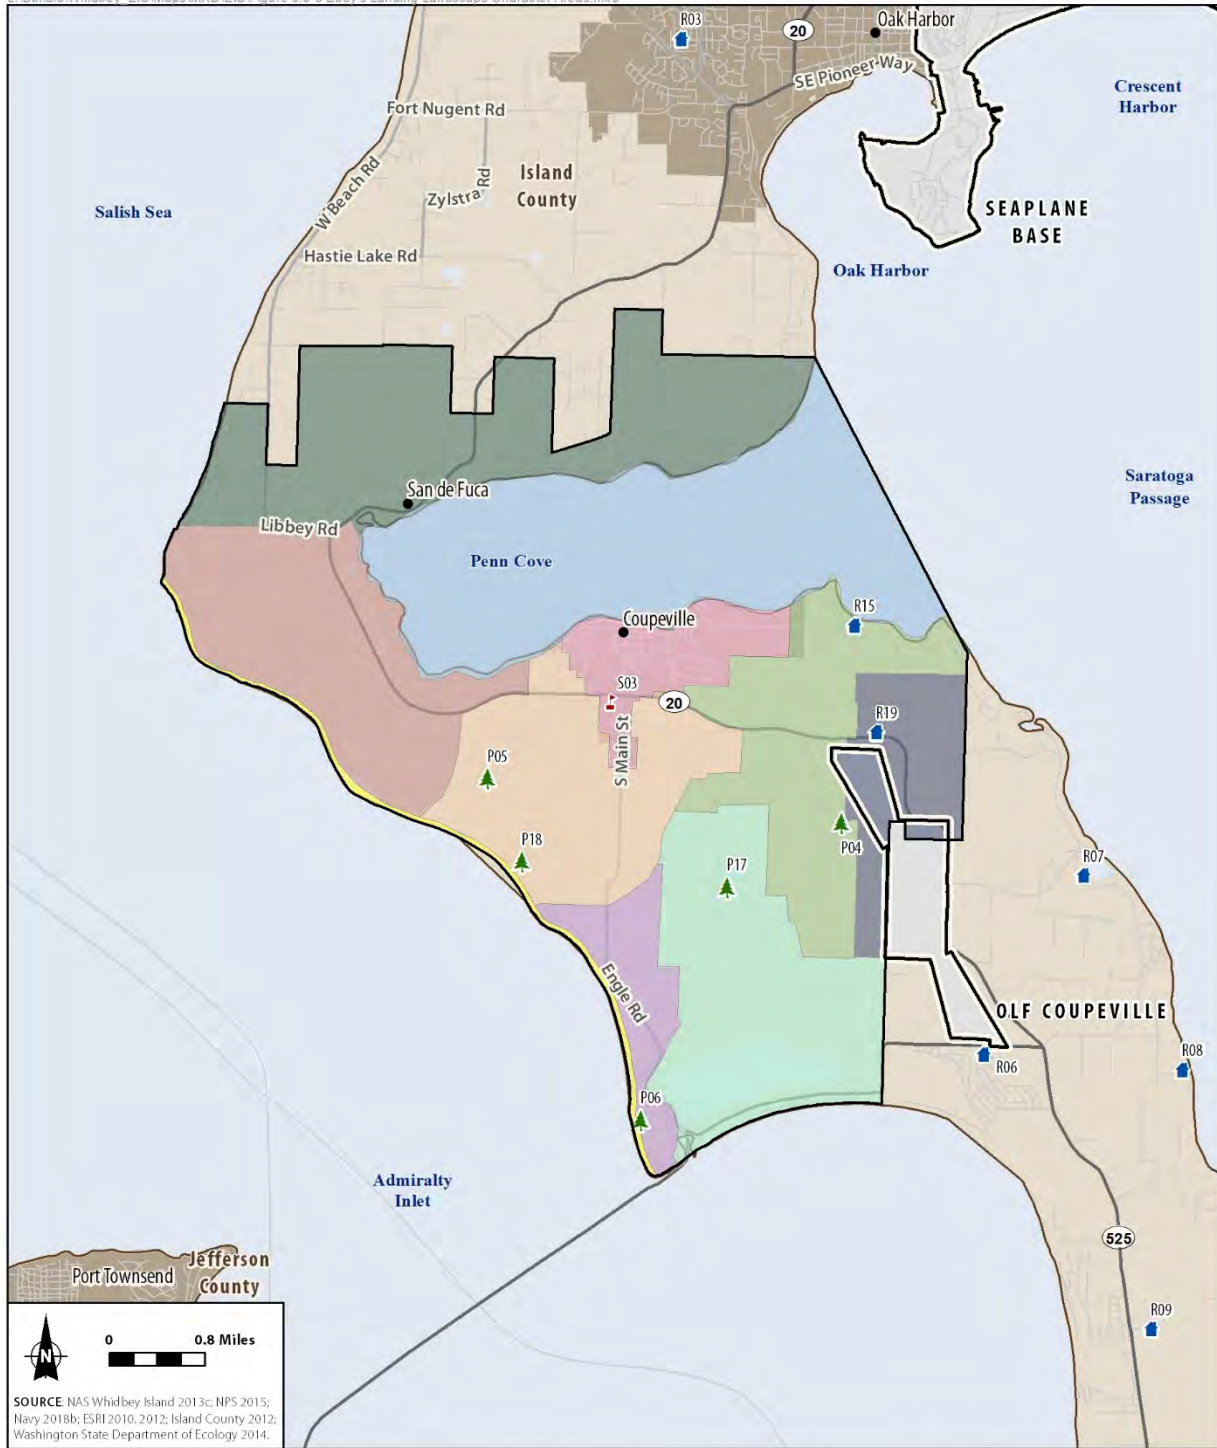 R03
20
Oak Harbor
SE Pioneer Way
Crescent
Harbor
Fort Nugent Rd
W Beach Rd
Zylstra Rd
Island
County
Salish Sea
SEAPLANE
BASE
Hastie Lake Rd
Oak Harbor
Saratoga
Passage
San de Fuca
Libbey Rd
Penn Cove
R15
Coupeville
S03
20
R19
S Main St
P05
P04
P18
P17
R07
Engle Rd
OLF COUPEVILLE
R06
R08
P06
Admiralty
Inlet
525
Jefferson
County
Port Townsend
R09
N
0 0.8 Miles
SOURCE: NAS Whidbey Island 2013c; NPS 2015;
Navy 2018b; ESRI 2010, 2012; Island County 2012;
Washington State Department of Ecology 2014.